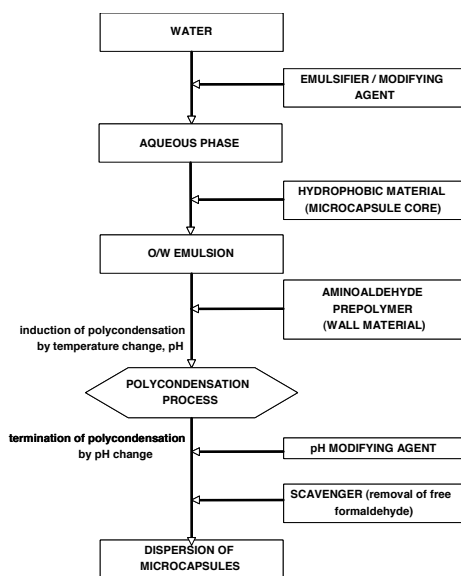 WATER
EMULSIFIER / MODIFYING
AGENT
AQUEOUS PHASE
HYDROPHOBIC MATERIAL
(MICROCAPSULE CORE)
O/W EMULSION
AMINOALDEHYDE
PREPOLYMER
(WALL MATERIAL)
induction of polycondensation
by temperature change, pH
POLYCONDENSATION
PROCESS
termination of polycondensation
by pH change
pH MODIFYING AGENT
SCAVENGER (removal of free
formaldehyde)
DISPERSION OF
MICROCAPSULES